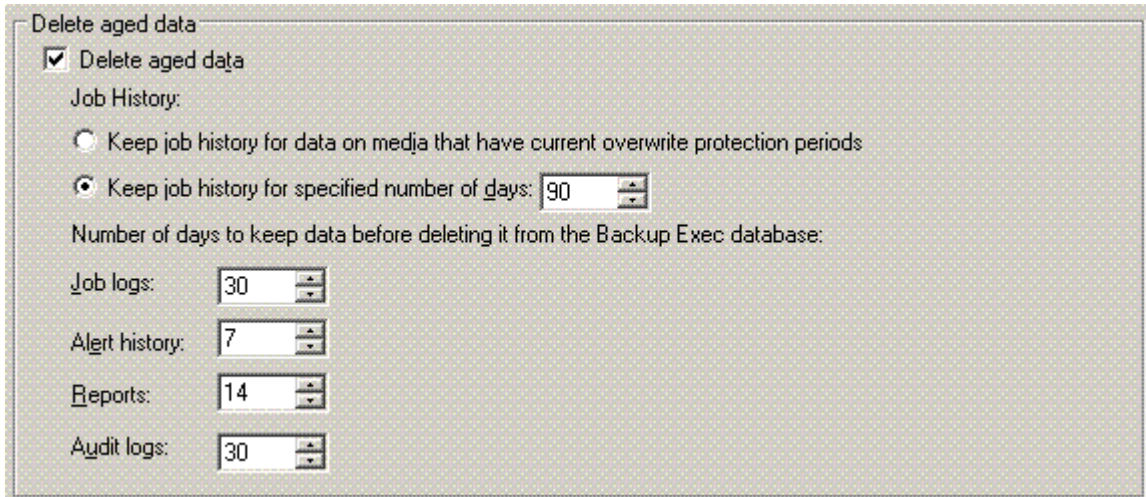 Delete aged data
Delete aged data
Job History:
Keep job history for data on media that have current overwrite protection periods
Keep job history for specified number of days: 90
Number of days to keep data before deleting it from the Backup Exec database:
Job logs: 30
Alert history: 7
Reports: 14
Audit logs: 30